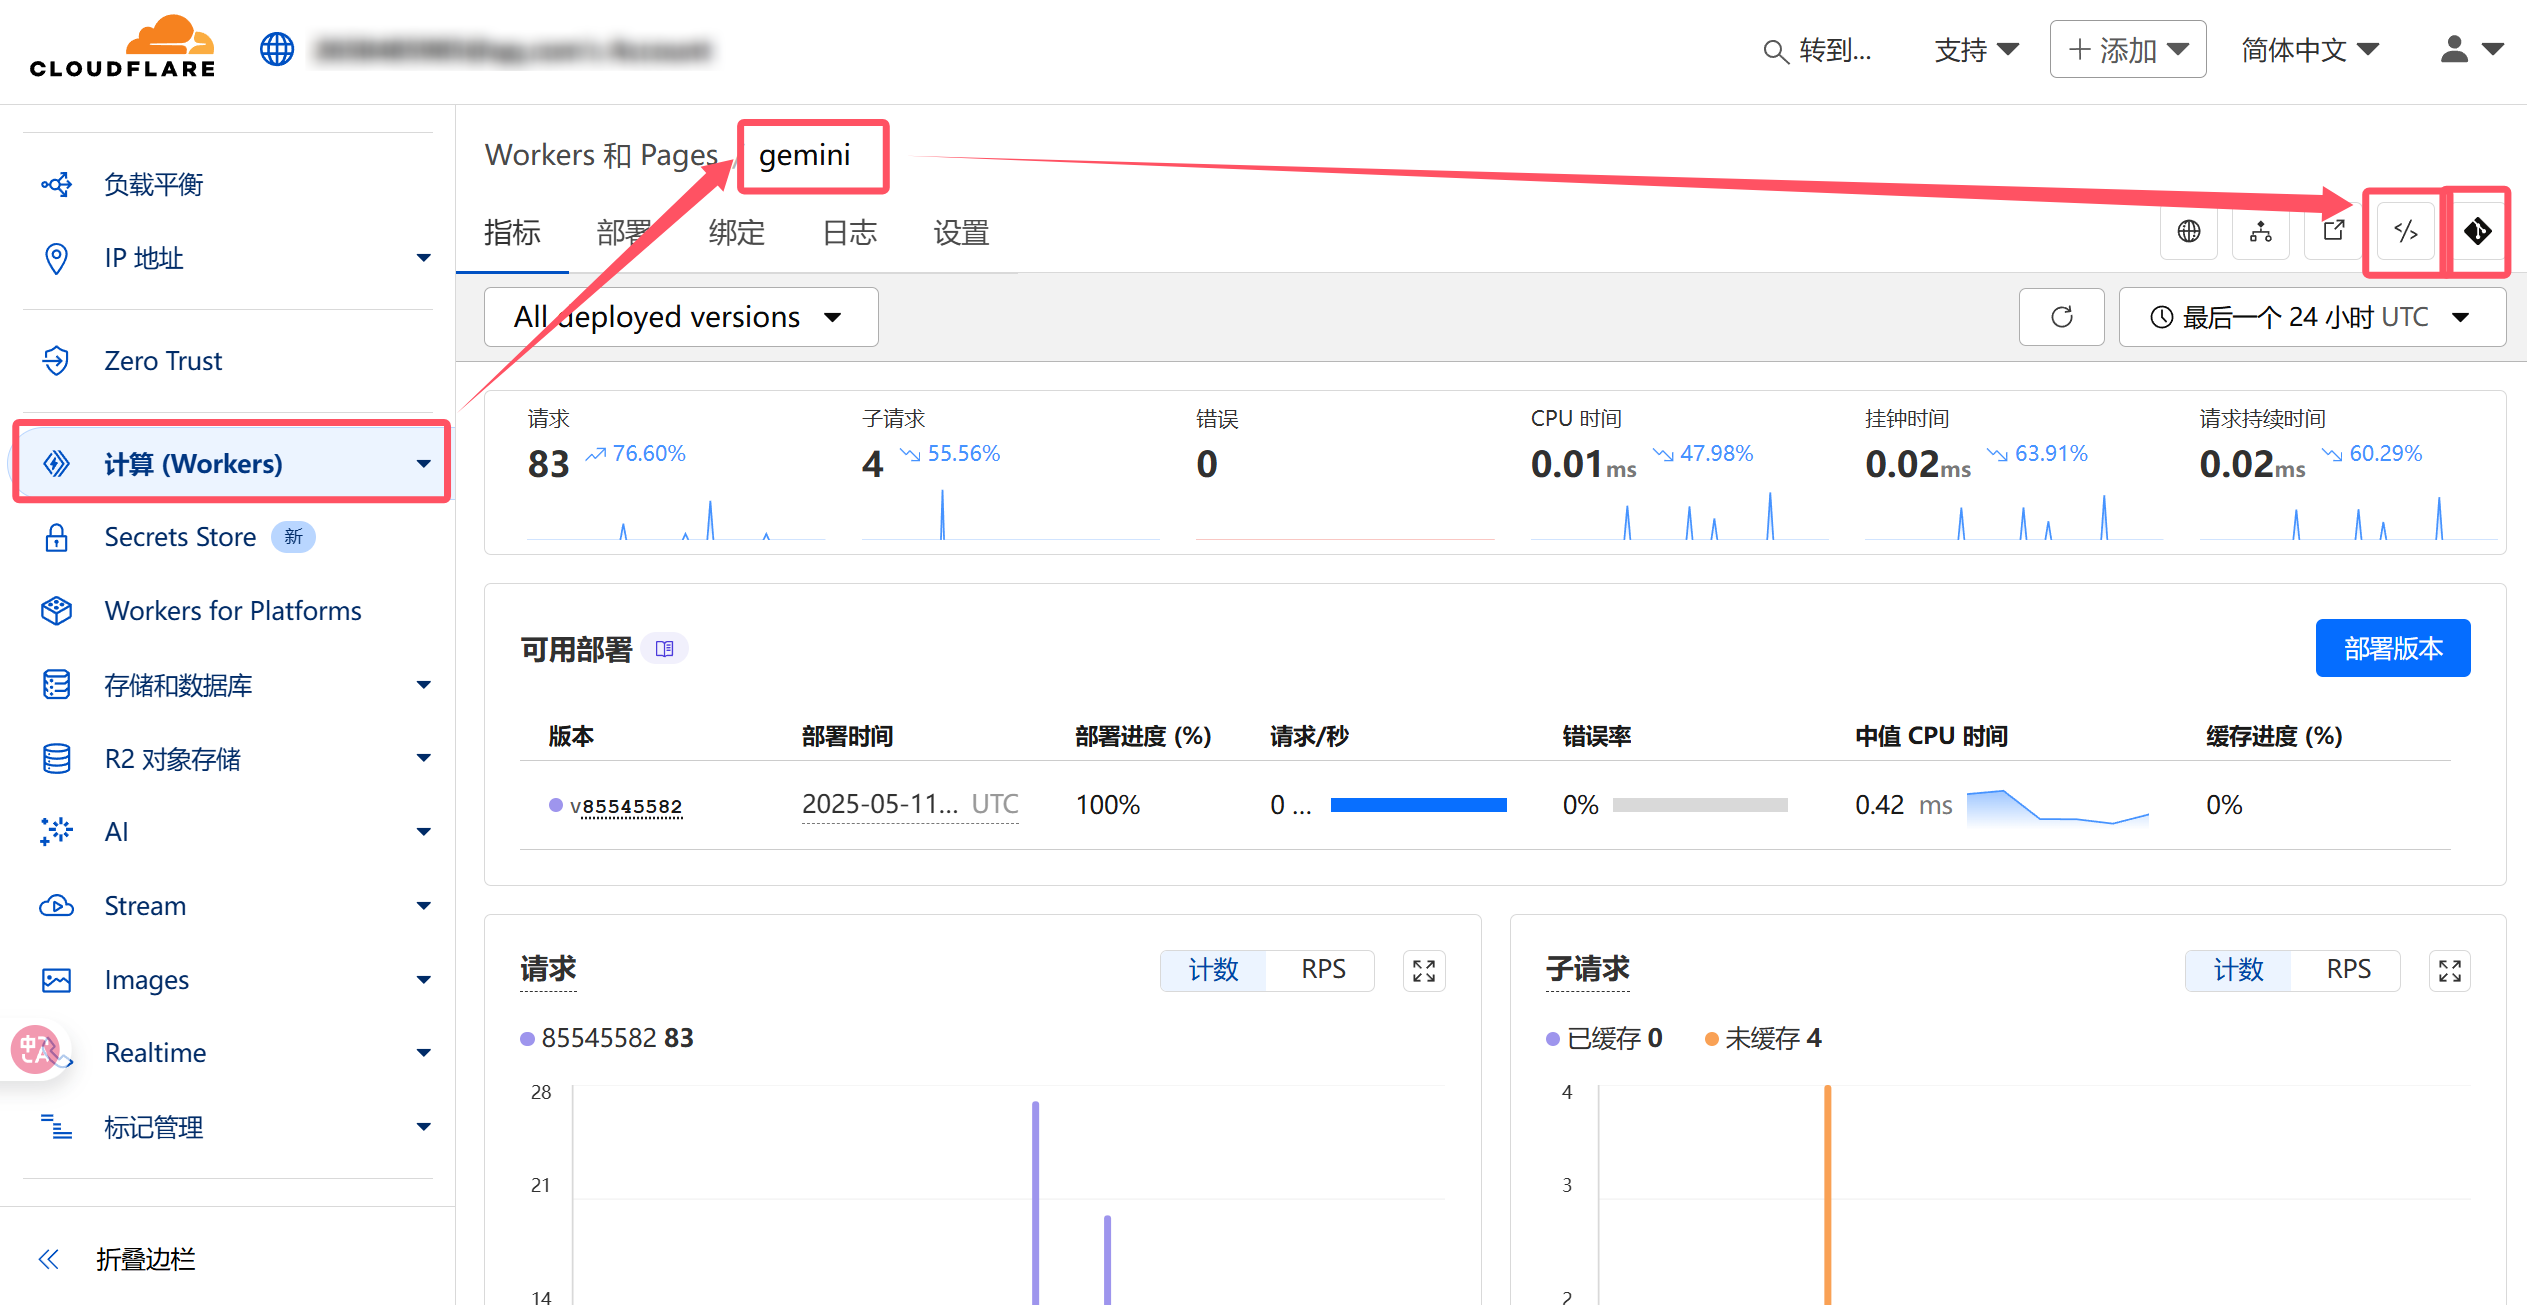 CLOUDFLARE
转到...
支持
添加
简体中文
负载平衡
IP 地址
Zero Trust
计算 (Workers)
Secrets Store 新
Workers for Platforms
存储和数据库
R2 对象存储
AI
Stream
Images
Realtime
标记管理
折叠边栏
Workers 和 Pages / gemini
指标 部署 绑定 日志 设置
All deployed versions
最后一个 24 小时 UTC
请求 子请求 错误 CPU 时间 挂钟时间 请求持续时间
83 76.60% 4 55.56% 0 0.01ms 47.98% 0.02ms 63.91% 0.02ms 60.29%
可用部署
部署版本
版本 部署时间 部署进度 (%) 请求/秒 错误率 中值 CPU 时间 缓存进度 (%)
v85545582 2025-05-11... UTC 100% 0 ... 0% 0.42 ms 0%
请求
计数 RPS
85545582 83
28
21
14
子请求
计数 RPS
已缓存 0 未缓存 4
4
3
2